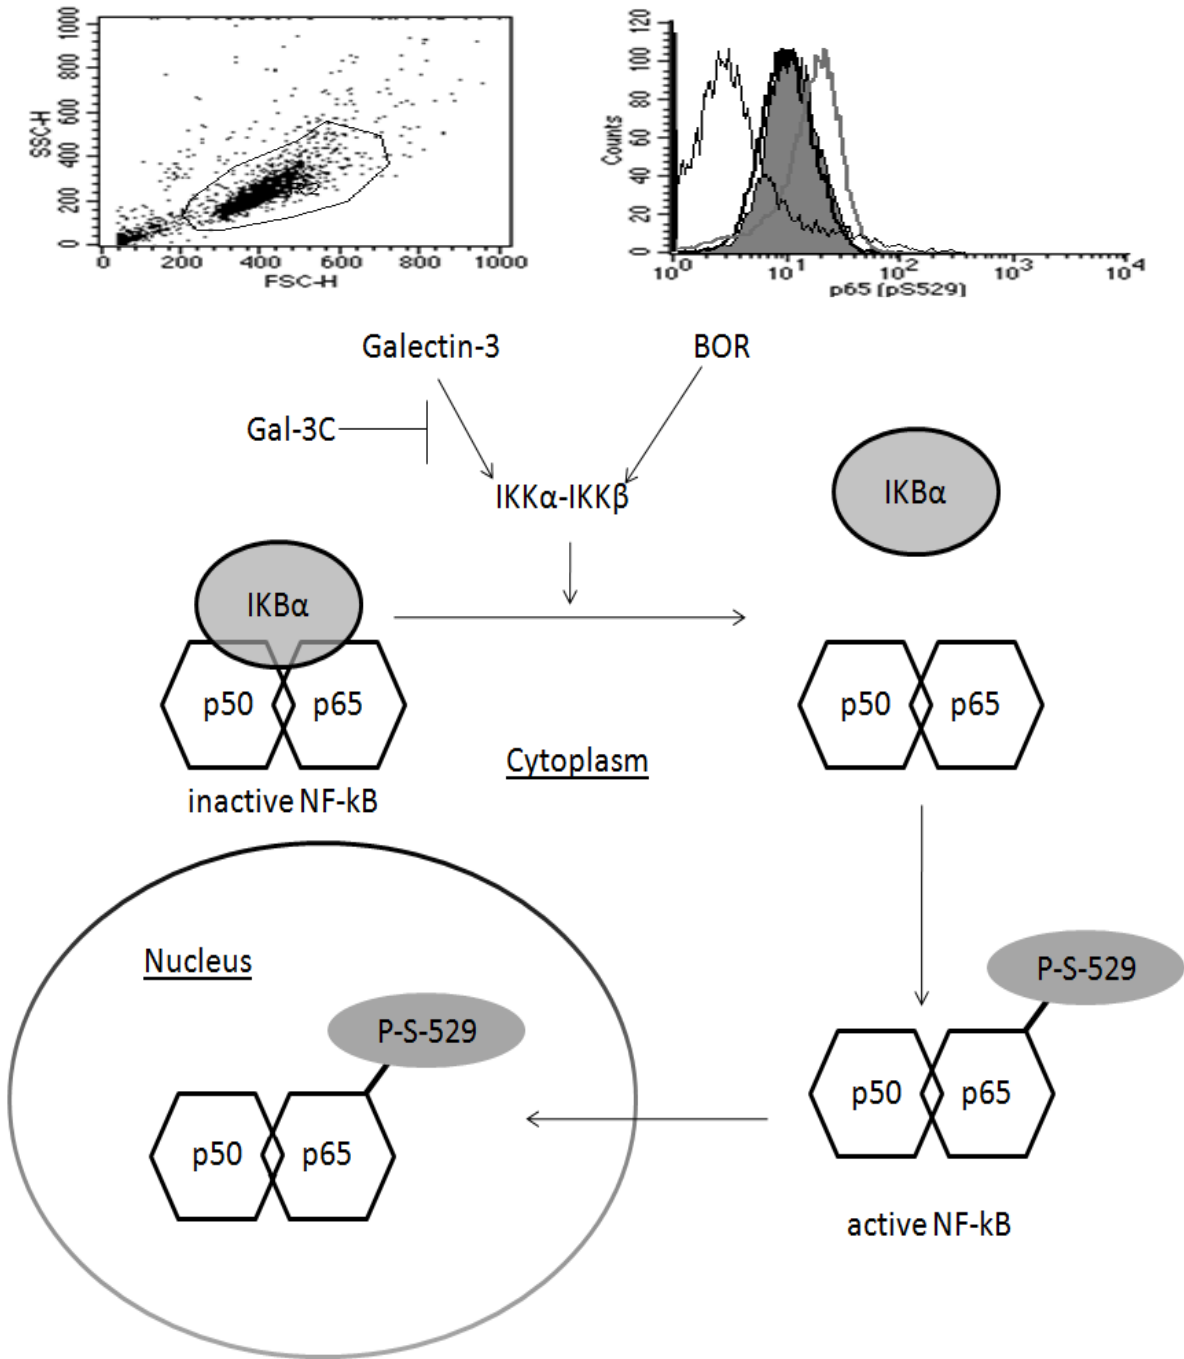 1000
800
600
400
200
0
SSC-H
0 200 400 600 800 1000
FSC-H
120
100
80
60
40
20
0
Counts
10⁰ 10¹ 10² 10³ 10⁴
p65 [pS529]
Galectin-3
BOR
Gal-3C
IKKα-IKKβ
IKBα
IKBα
p50 p65
inactive NF-kB
p50 p65
Cytoplasm
Nucleus
P-S-529
p50 p65
P-S-529
p50 p65
active NF-kB